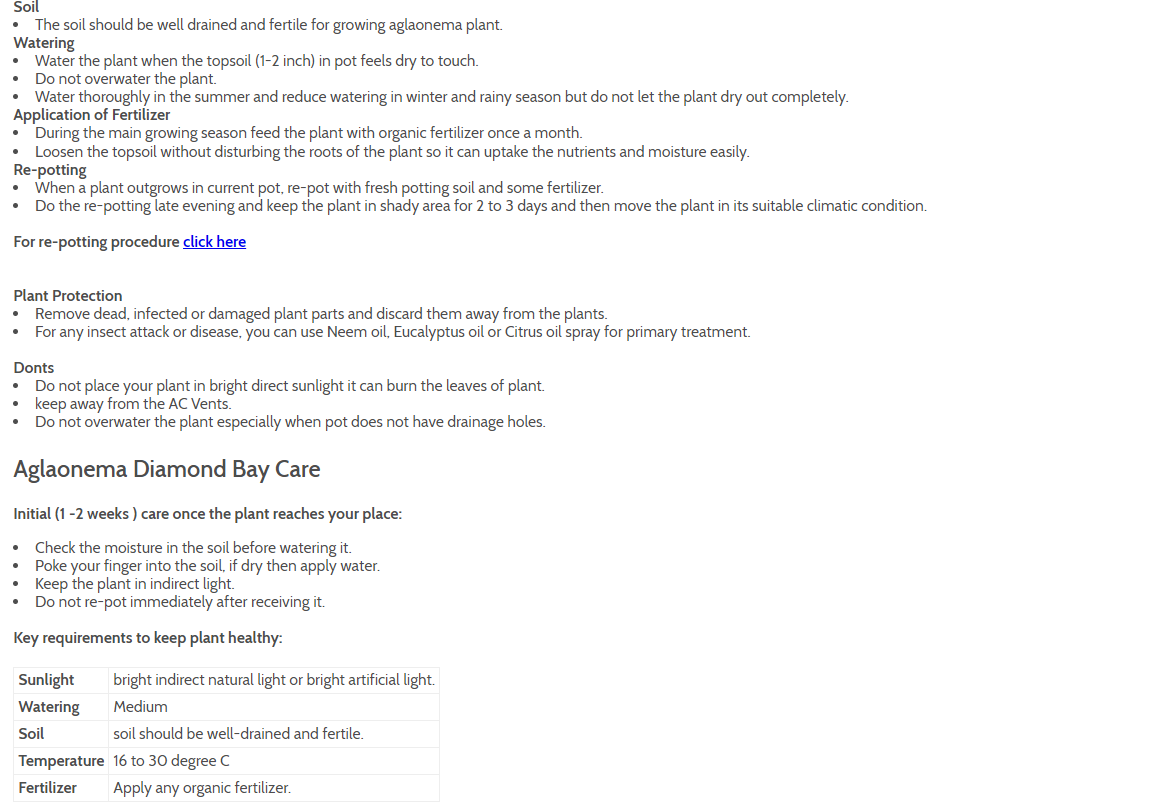 Soil
• The soil should be well drained and fertile for growing aglaonema plant.
Watering
• Water the plant when the topsoil (1-2 inch) in pot feels dry to touch.
• Do not overwater the plant.
• Water thoroughly in the summer and reduce watering in winter and rainy season but do not let the plant dry out completely.
Application of Fertilizer
• During the main growing season feed the plant with organic fertilizer once a month.
• Loosen the topsoil without disturbing the roots of the plant so it can uptake the nutrients and moisture easily.
Re-potting
• When a plant outgrows in current pot, re-pot with fresh potting soil and some fertilizer.
• Do the re-potting late evening and keep the plant in shady area for 2 to 3 days and then move the plant in its suitable climatic condition.
For re-potting procedure click here
Plant Protection
• Remove dead, infected or damaged plant parts and discard them away from the plants.
• For any insect attack or disease, you can use Neem oil, Eucalyptus oil or Citrus oil spray for primary treatment.
Donts
• Do not place your plant in bright direct sunlight it can burn the leaves of plant.
• keep away from the AC Vents.
• Do not overwater the plant especially when pot does not have drainage holes.
Aglaonema Diamond Bay Care
Initial (1 -2 weeks ) care once the plant reaches your place:
• Check the moisture in the soil before watering it.
• Poke your finger into the soil, if dry then apply water.
• Keep the plant in indirect light.
• Do not re-pot immediately after receiving it.
Key requirements to keep plant healthy:
Sunlight bright indirect natural light or bright artificial light.
Watering Medium
Soil soil should be well-drained and fertile.
Temperature 16 to 30 degree C
Fertilizer Apply any organic fertilizer.